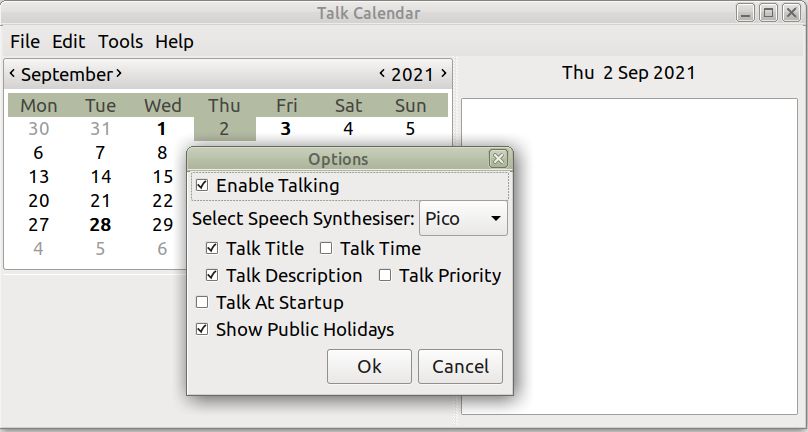 Talk Calendar
File Edit Tools Help
‹ September › ‹ 2021 ›
Thu 2 Sep 2021
Mon Tue Wed Thu Fri Sat Sun
30 31 1 2 3 4 5
6 7 8
13 14 15
20 21 22
27 28 29
4 5 6
Options
Enable Talking
Select Speech Synthesiser: Pico
Talk Title Talk Time
Talk Description Talk Priority
Talk At Startup
Show Public Holidays
Ok Cancel